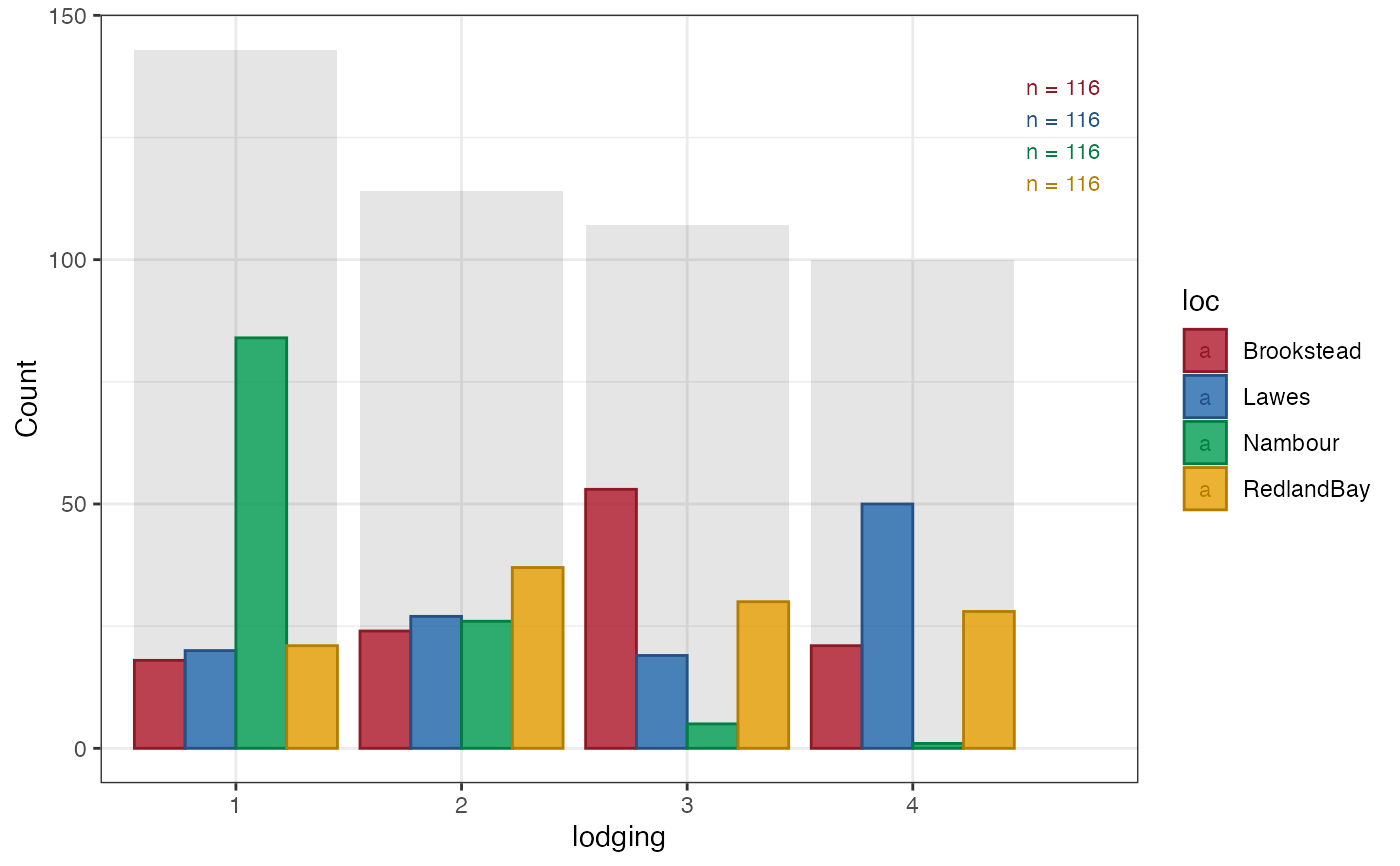 150
100
50
0
Count
n = 116
n = 116
n = 116
n = 116
1 2 3 4
lodging
loc
a Brookstead
a Lawes
a Nambour
a RedlandBay